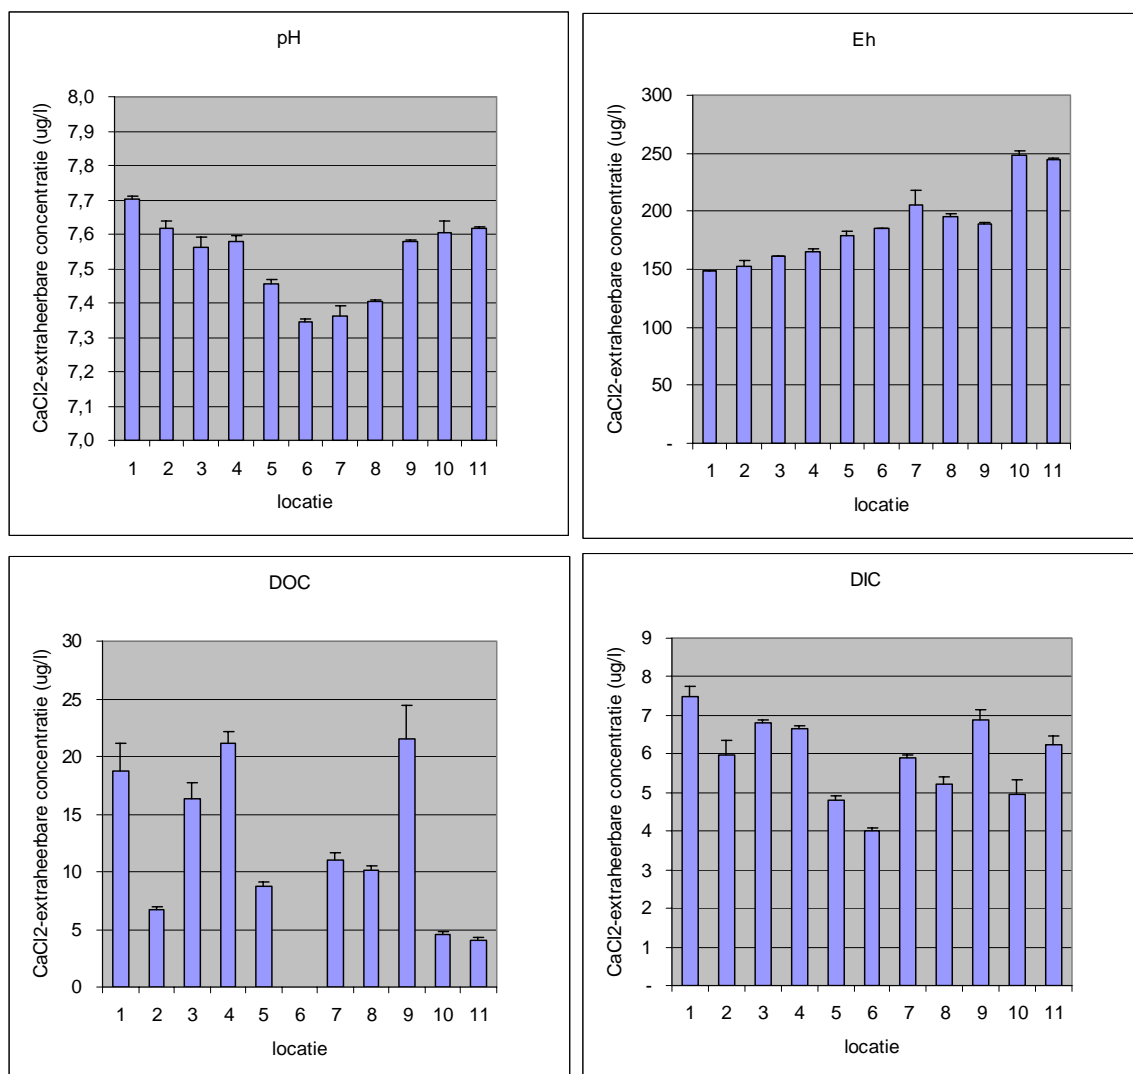 pH
CaCl2-extraheerbare concentratie (ug/l)
8,0
7,9
7,8
7,7
7,6
7,5
7,4
7,3
7,2
7,1
7,0
1 2 3 4 5 6 7 8 9 10 11
locatie
Eh
CaCl2-extraheerbare concentratie (ug/l)
300
250
200
150
100
50
-
1 2 3 4 5 6 7 8 9 10 11
locatie
DOC
CaCl2-extraheerbare concentratie (ug/l)
30
25
20
15
10
5
0
1 2 3 4 5 6 7 8 9 10 11
locatie
DIC
CaCl2-extraheerbare concentratie (ug/l)
9
8
7
6
5
4
3
2
1
-
1 2 3 4 5 6 7 8 9 10 11
locatie